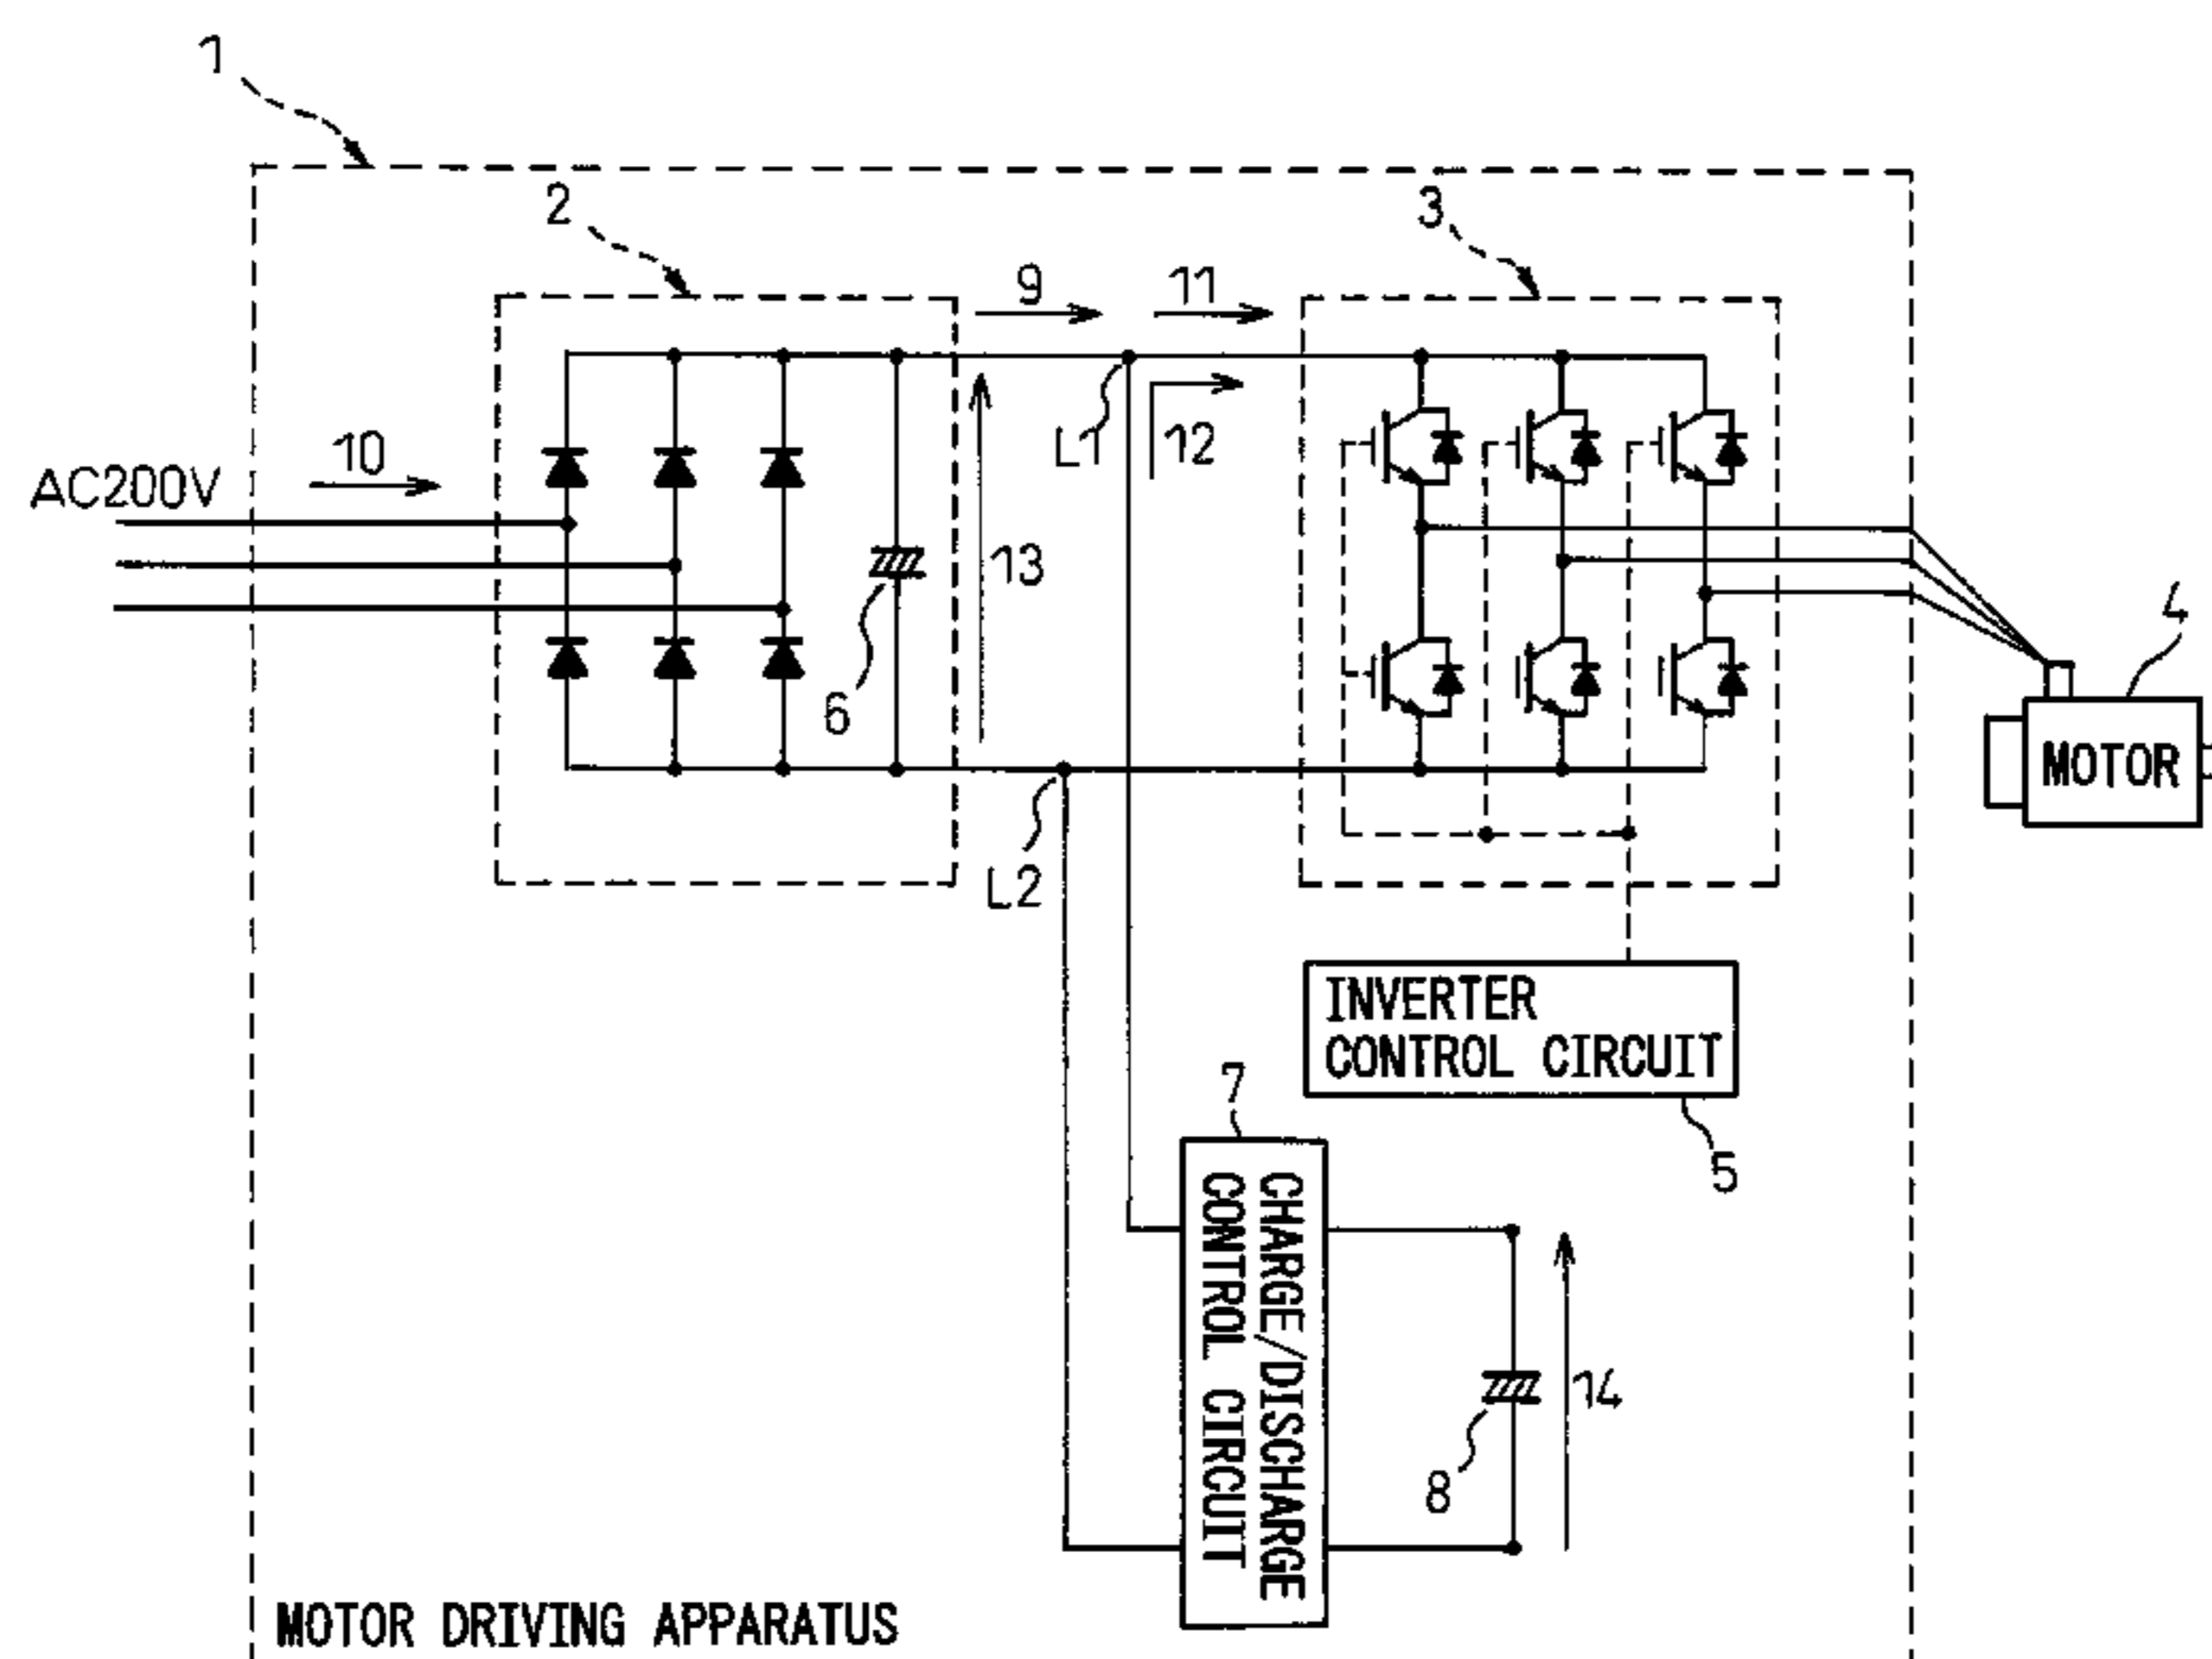 1
2
3
9
11
10
AC200V
L1
12
13
6
4
MOTOR
L2
INVERTER
CONTROL CIRCUIT
5
7
CHARGE/DISCHARGE
CONTROL CIRCUIT
14
8
MOTOR DRIVING APPARATUS